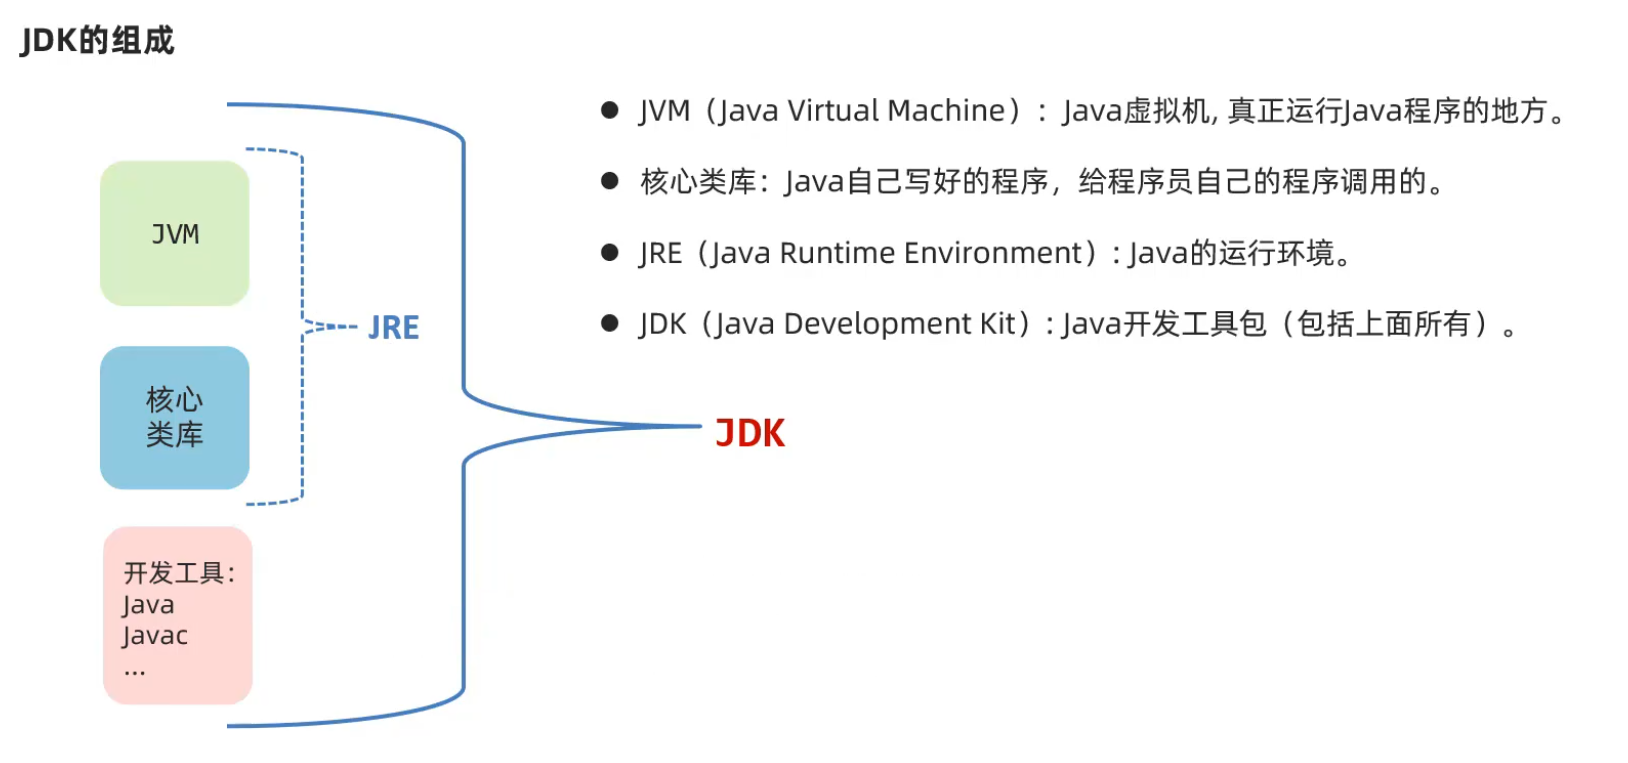 JDK的组成
JVM（Java Virtual Machine）：Java虚拟机, 真正运行Java程序的地方。
核心类库：Java自己写好的程序，给程序员自己的程序调用的。
JRE（Java Runtime Environment）: Java的运行环境。
JDK（Java Development Kit）: Java开发工具包（包括上面所有）。
JVM
JRE
核心
类库
JDK
开发工具：
Java
Javac
...